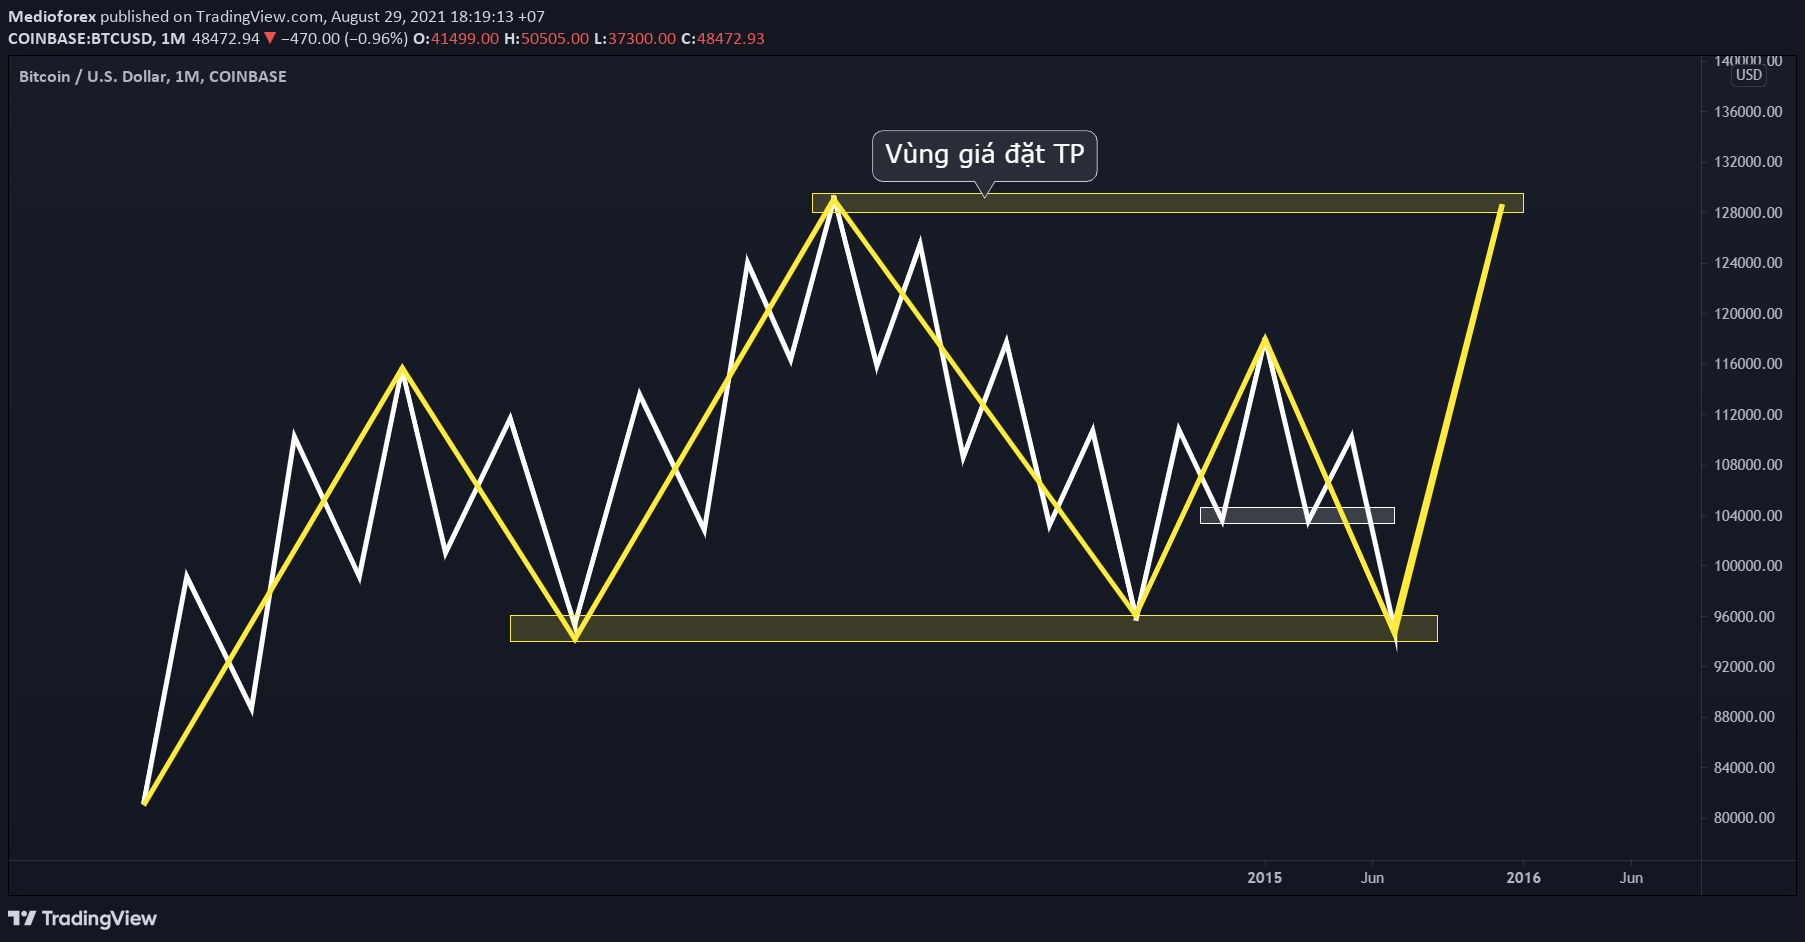 Medioforex published on TradingView.com, August 29, 2021 18:19:13 +07
COINBASE:BTCUSD, 1M 48472.94 ▼ −470.00 (−0.96%) O:41499.00 H:50505.00 L:37300.00 C:48472.93
Bitcoin / U.S. Dollar, 1M, COINBASE
140000.00
USD
136000.00
Vùng giá đặt TP
132000.00
128000.00
124000.00
120000.00
116000.00
112000.00
108000.00
104000.00
100000.00
96000.00
92000.00
88000.00
84000.00
80000.00
2015 Jun 2016 Jun
TradingView